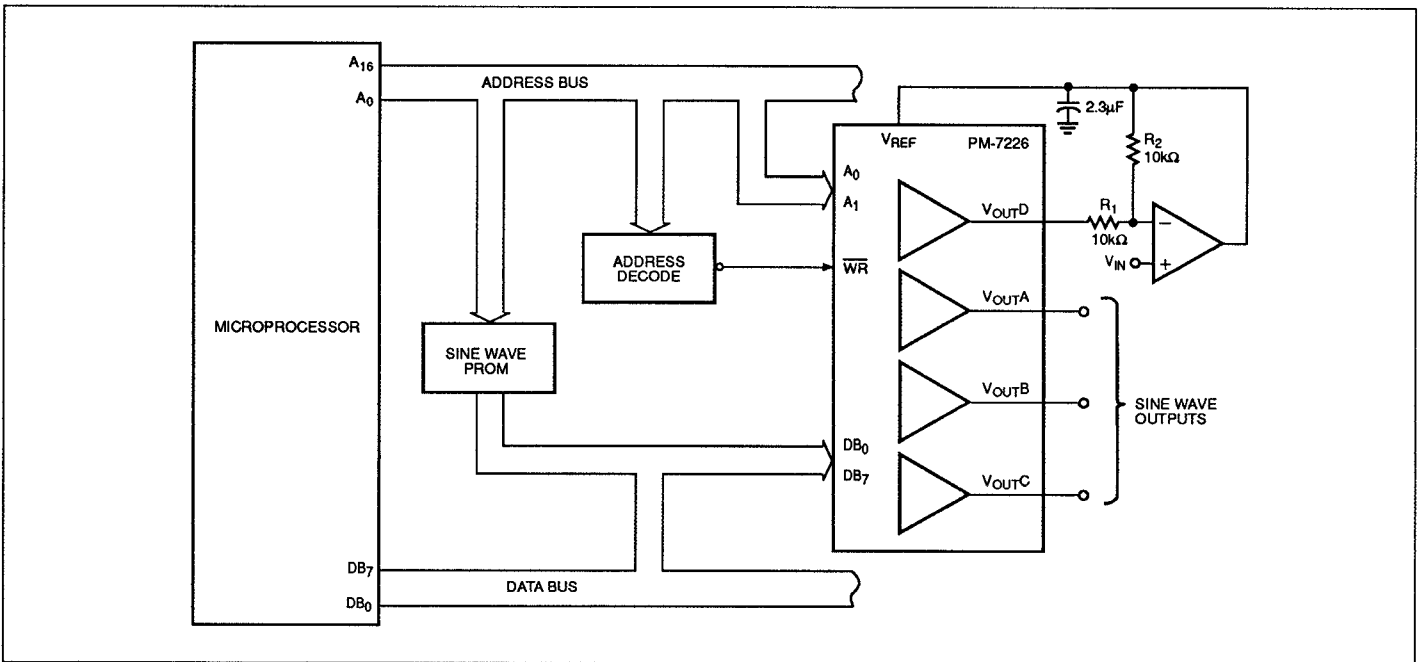 MICROPROCESSOR
A16
A0
ADDRESS BUS
SINE WAVE
PROM
ADDRESS
DECODE
DB7
DB0
DATA BUS
VREF
PM-7226
A0
A1
WR
DB0
DB7
VOUTD
VOUTA
VOUTB
VOUTC
2.3μF
R2
10kΩ
R1
10kΩ
VIN
−
+
SINE WAVE
OUTPUTS